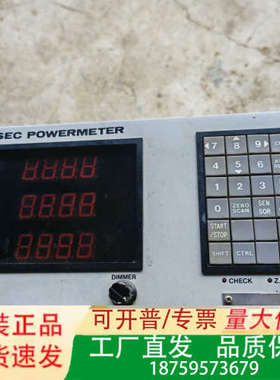 SEC POWERMETER
8.8.8.8
8.8.8.8
8.8.8.8
DIMMER
7 8 9
4 5 6
1 2 3
0 ZERO SCAN SEN SOR
START /STOP
SHIFT CTRL
CHECK Z.
装正品 可开普/专票 量大
货速发 工厂直发 品质保
18759573679